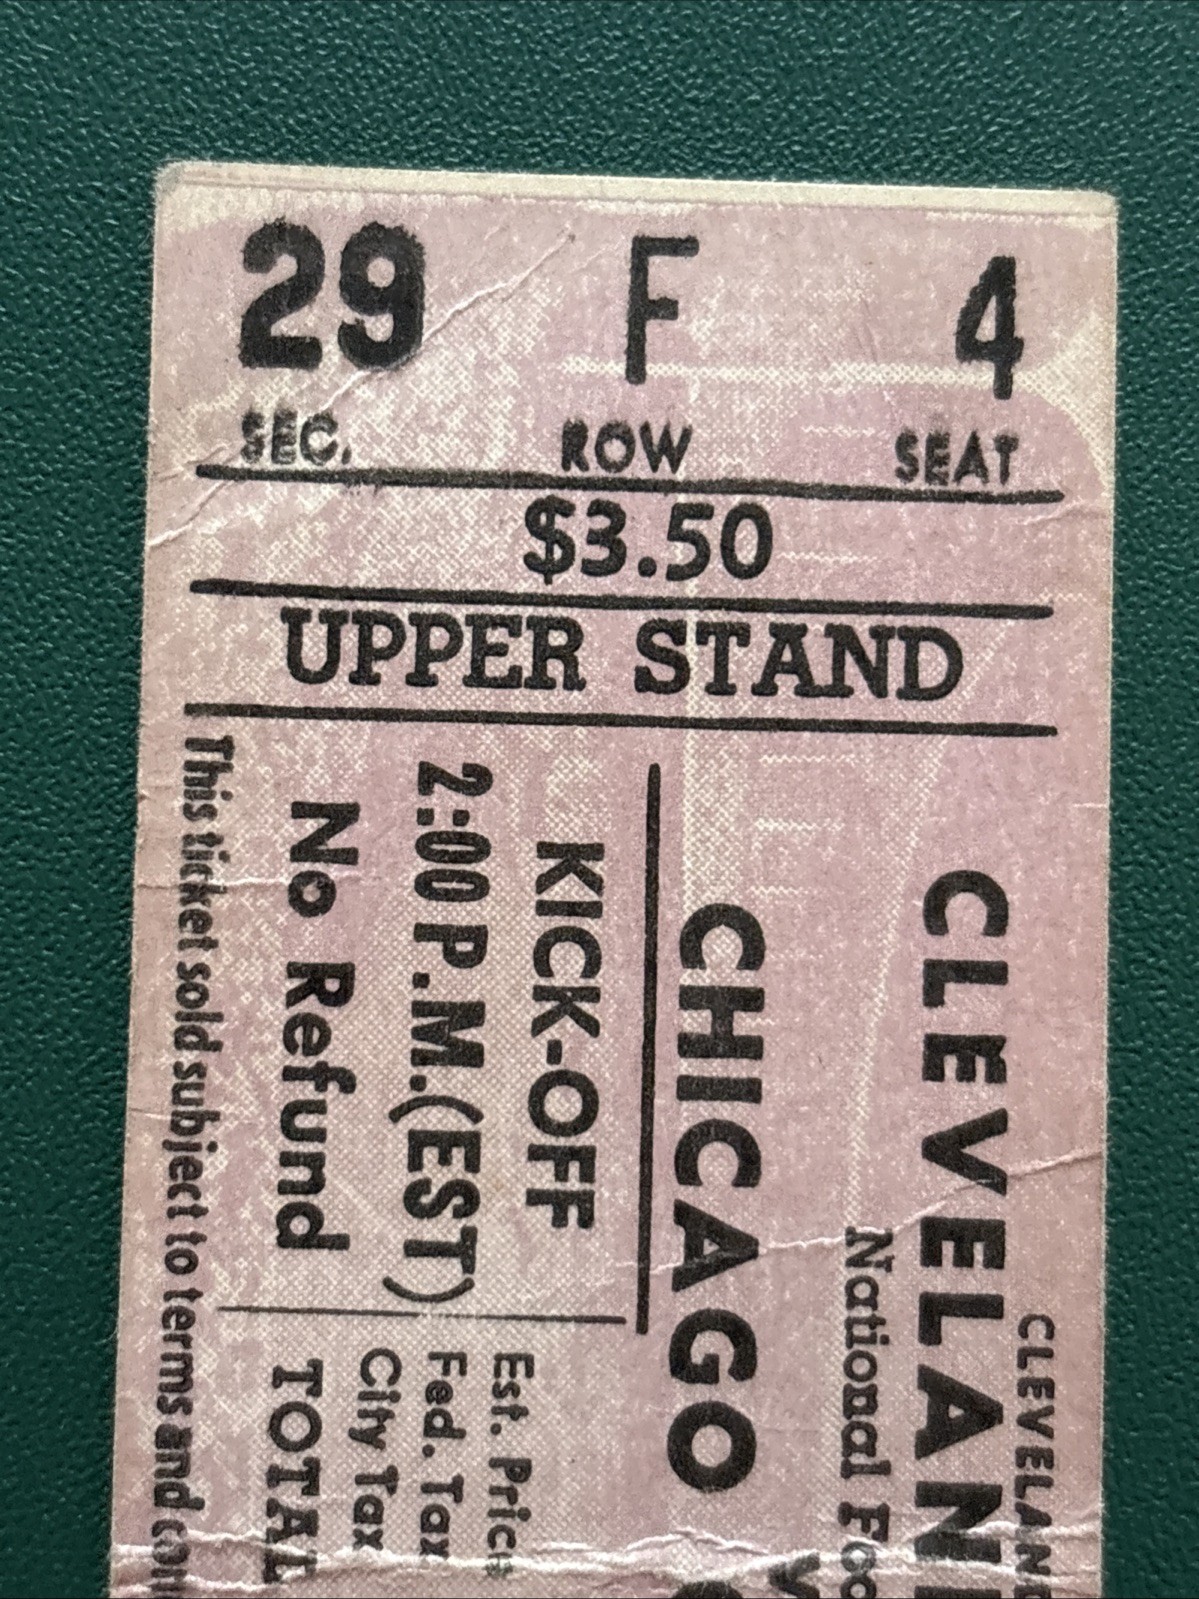 29 F 4
SEC. ROW SEAT
$3.50
UPPER STAND
CLEVELAND
CLEVELAN
National Foo
CHICAGO
KICK-OFF
2:00 P.M. (EST)
No Refund
Est. Price
Fed. Tax
City Tax
TOTAL
This ticket sold subject to terms and con